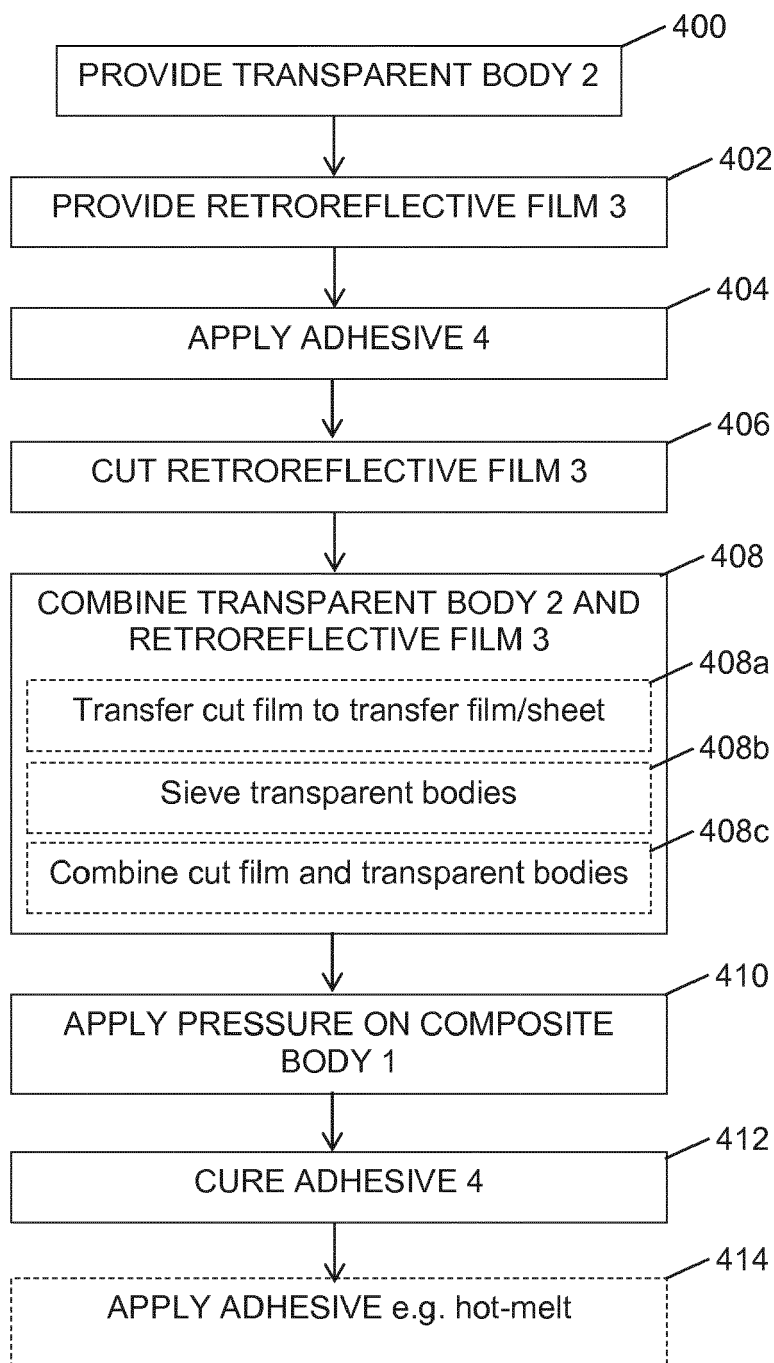 400
PROVIDE TRANSPARENT BODY 2
402
PROVIDE RETROREFLECTIVE FILM 3
404
APPLY ADHESIVE 4
406
CUT RETROREFLECTIVE FILM 3
408
COMBINE TRANSPARENT BODY 2 AND
RETROREFLECTIVE FILM 3
408a
Transfer cut film to transfer film/sheet
408b
Sieve transparent bodies
408c
Combine cut film and transparent bodies
410
APPLY PRESSURE ON COMPOSITE
BODY 1
412
CURE ADHESIVE 4
414
APPLY ADHESIVE e.g. hot-melt